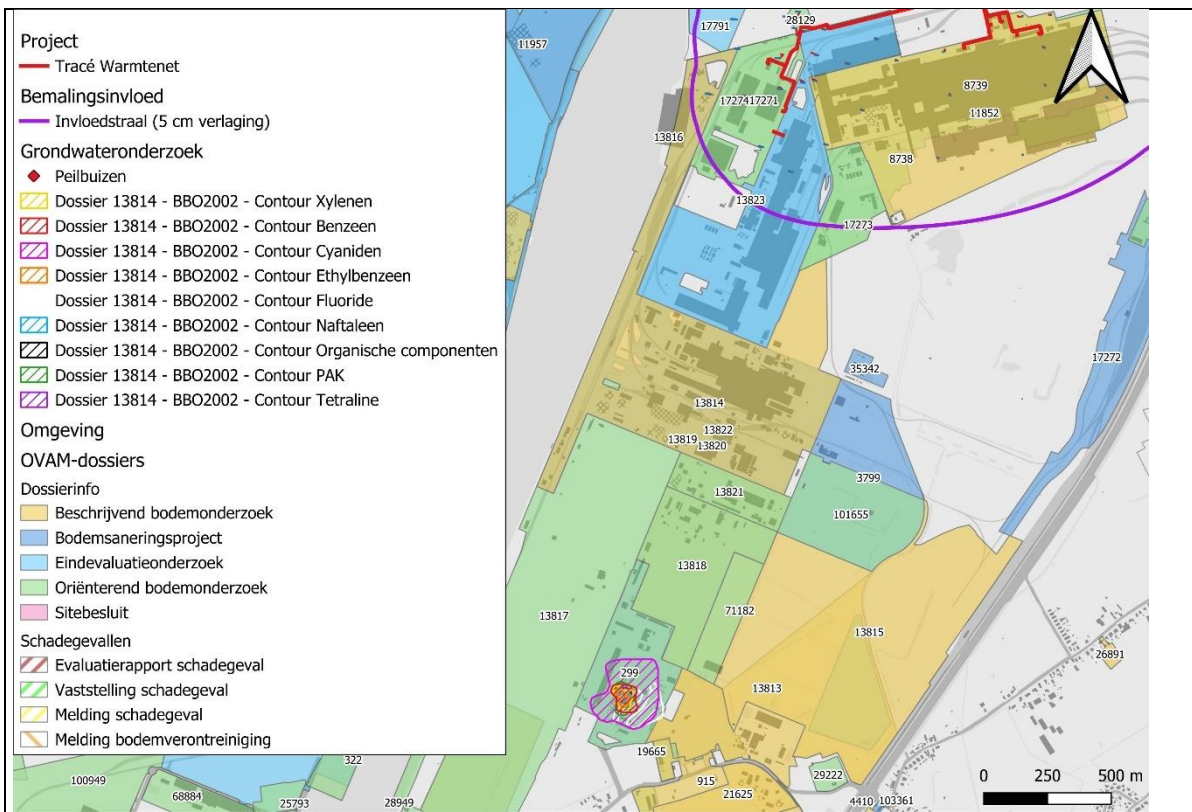 Project
Tracé Warmtenet
Bemalingsinvloed
Invloedstraal (5 cm verlaging)
Grondwateronderzoek
Peilbuizen
Dossier 13814 - BBO2002 - Contour Xylenen
Dossier 13814 - BBO2002 - Contour Benzeen
Dossier 13814 - BBO2002 - Contour Cyaniden
Dossier 13814 - BBO2002 - Contour Ethylbenzeen
Dossier 13814 - BBO2002 - Contour Fluoride
Dossier 13814 - BBO2002 - Contour Naftaleen
Dossier 13814 - BBO2002 - Contour Organische componenten
Dossier 13814 - BBO2002 - Contour PAK
Dossier 13814 - BBO2002 - Contour Tetraline
Omgeving
OVAM-dossiers
Dossierinfo
Beschrijvend bodemonderzoek
Bodemsaneringsproject
Eindevaluatieonderzoek
Oriënterend bodemonderzoek
Sitebesluit
Schadegevallen
Evaluatierapport schadegeval
Vaststelling schadegeval
Melding schadegeval
Melding bodemverontreiniging
28129
17791
11957
8739
17274
17271
11852
13816
8738
13823
17273
17272
35342
13814
13822
13819
13820
3799
13821
101655
13818
71182
13817
13815
26891
299
13813
19665
322
100949
915
29222
68884
21625
25793
28949
4410
103361
0 250 500 m